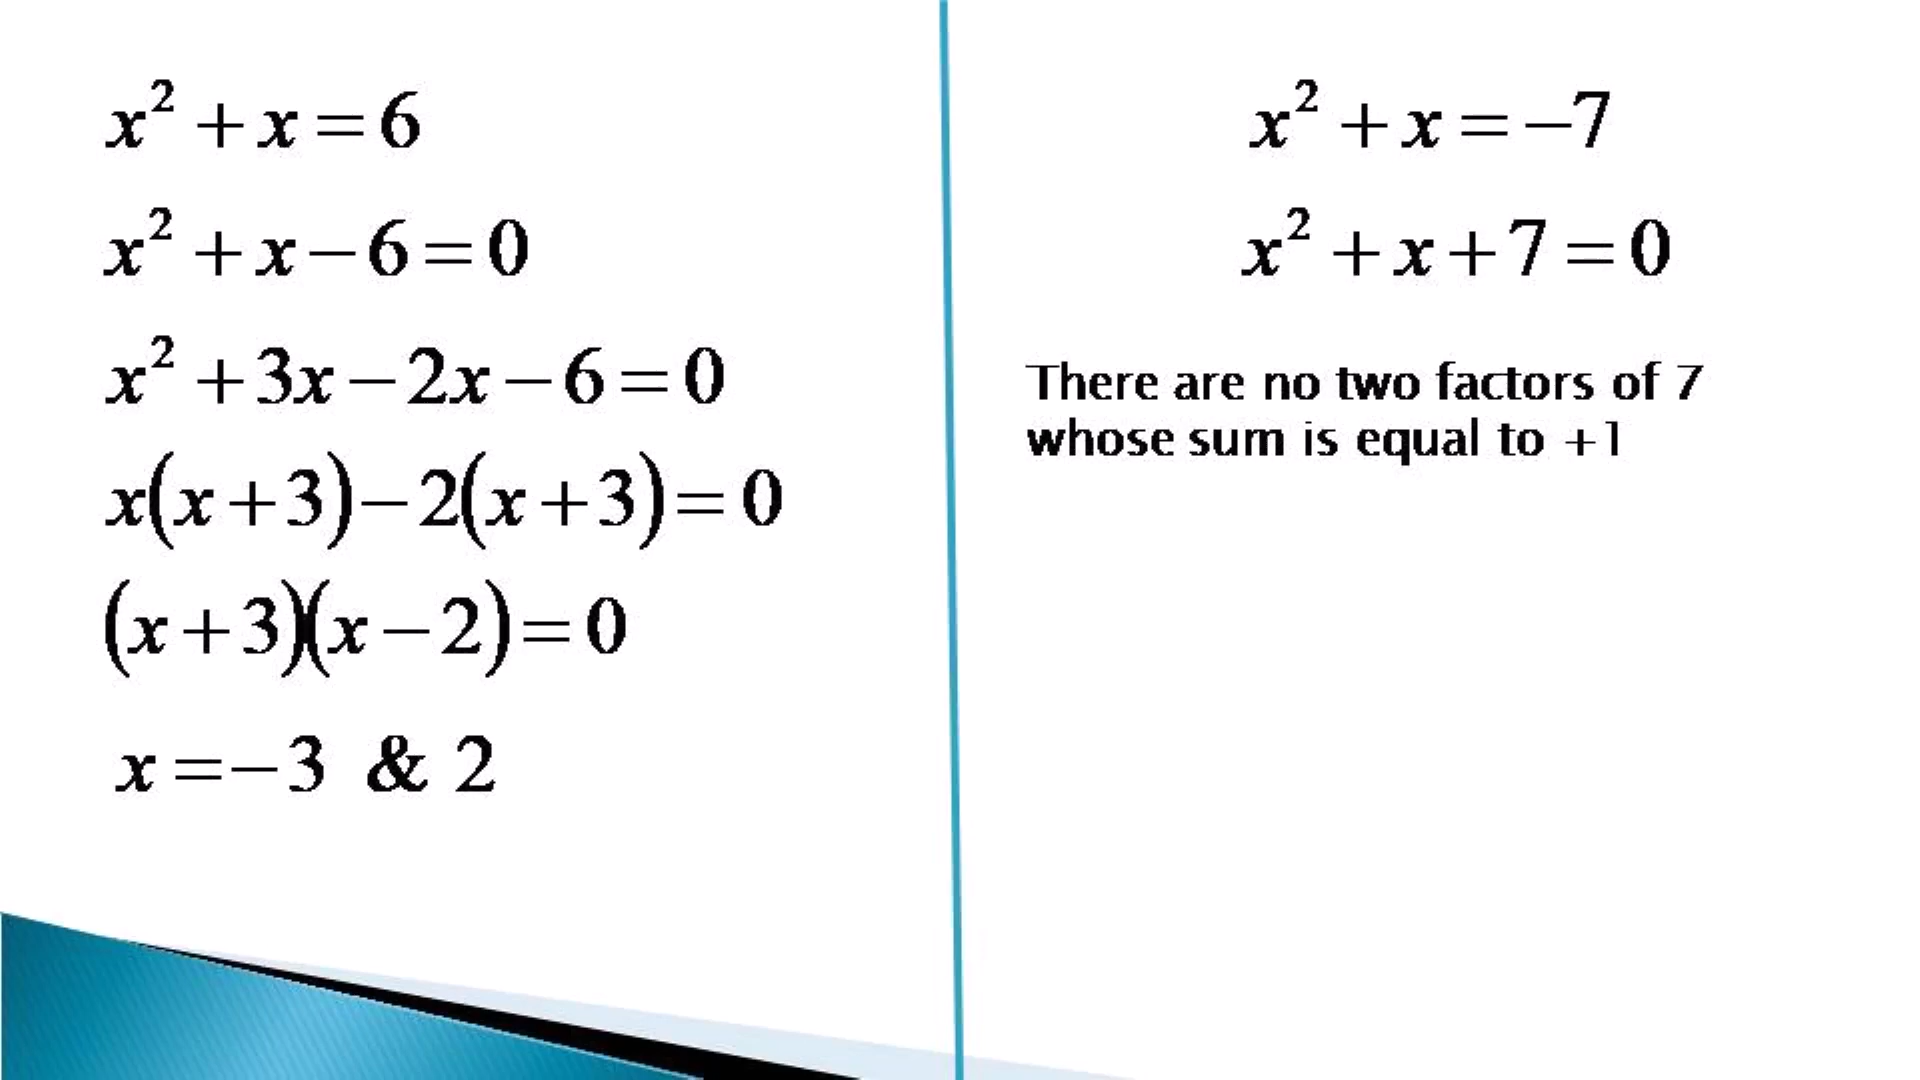 x² + x = 6
x² + x − 6 = 0
x² + 3x − 2x − 6 = 0
x(x + 3) − 2(x + 3) = 0
(x + 3)(x − 2) = 0
x = −3 & 2
x² + x = −7
x² + x + 7 = 0
There are no two factors of 7
whose sum is equal to +1